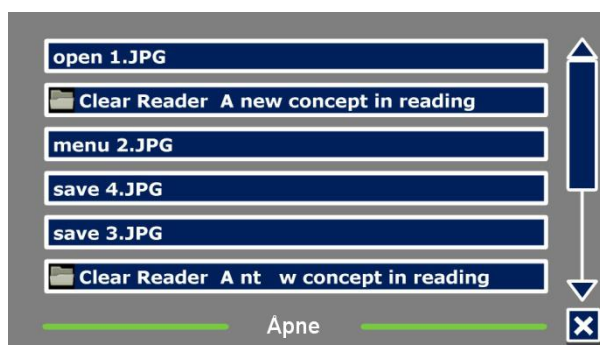 open 1.JPG
Clear Reader A new concept in reading
menu 2.JPG
save 4.JPG
save 3.JPG
Clear Reader A nt w concept in reading
Åpne